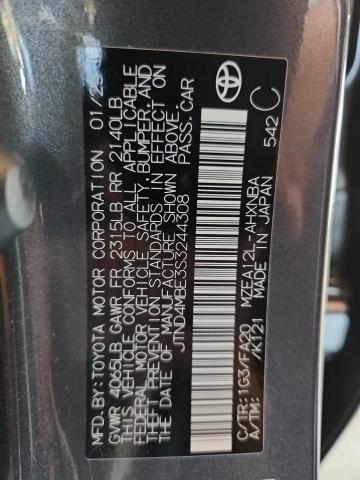 MFD. BY: TOYOTA MOTOR CORPORATION 01/25
GVWR 4065LB GAWR FR 2315LB RR 2140LB
THIS VEHICLE CONFORMS TO ALL APPLICABLE
FEDERAL MOTOR VEHICLE SAFETY, BUMPER, AND
THEFT PREVENTION STANDARDS IN EFFECT ON
THE DATE OF MANUFACTURE SHOWN ABOVE.
JTND4MBE3S3244308 PASS.CAR
C/TR:1G3/FA20 MZEA12L-AHXNBA
A/TM: /K121 MADE IN JAPAN
542 C